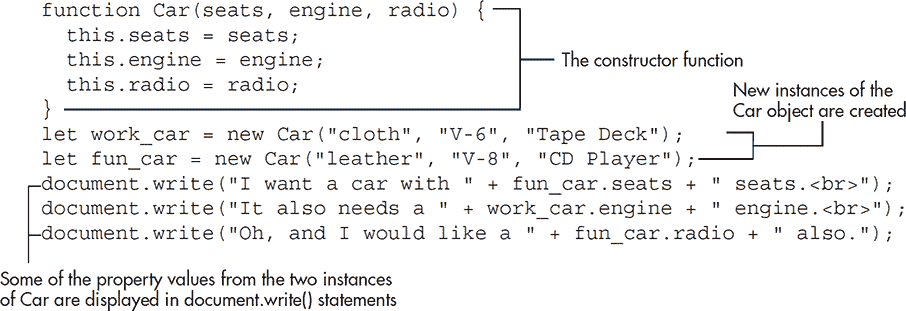 function Car(seats, engine, radio) {
this.seats = seats;
this.engine = engine;
this.radio = radio;
}
The constructor function
New instances of the
Car object are created
let work_car = new Car("cloth", "V-6", "Tape Deck");
let fun_car = new Car("leather", "V-8", "CD Player");
document.write("I want a car with " + fun_car.seats + " seats.<br>");
document.write("It also needs a " + work_car.engine + " engine.<br>");
document.write("Oh, and I would like a " + fun_car.radio + " also.");
Some of the property values from the two instances
of Car are displayed in document.write() statements